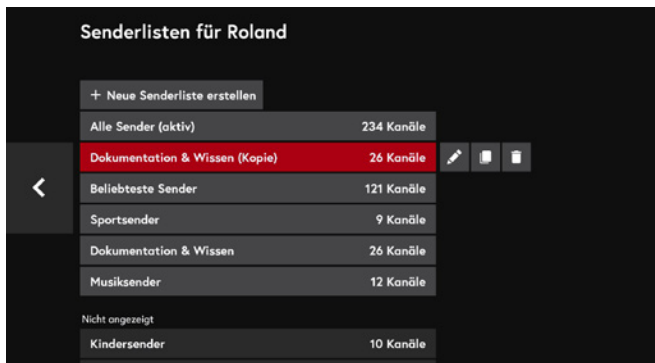 Senderlisten für Roland
+ Neue Senderliste erstellen
Alle Sender (aktiv) 234 Kanäle
Dokumentation & Wissen (Kopie) 26 Kanäle
Beliebteste Sender 121 Kanäle
Sportsender 9 Kanäle
Dokumentation & Wissen 26 Kanäle
Musiksender 12 Kanäle
Nicht angezeigt
Kindersender 10 Kanäle